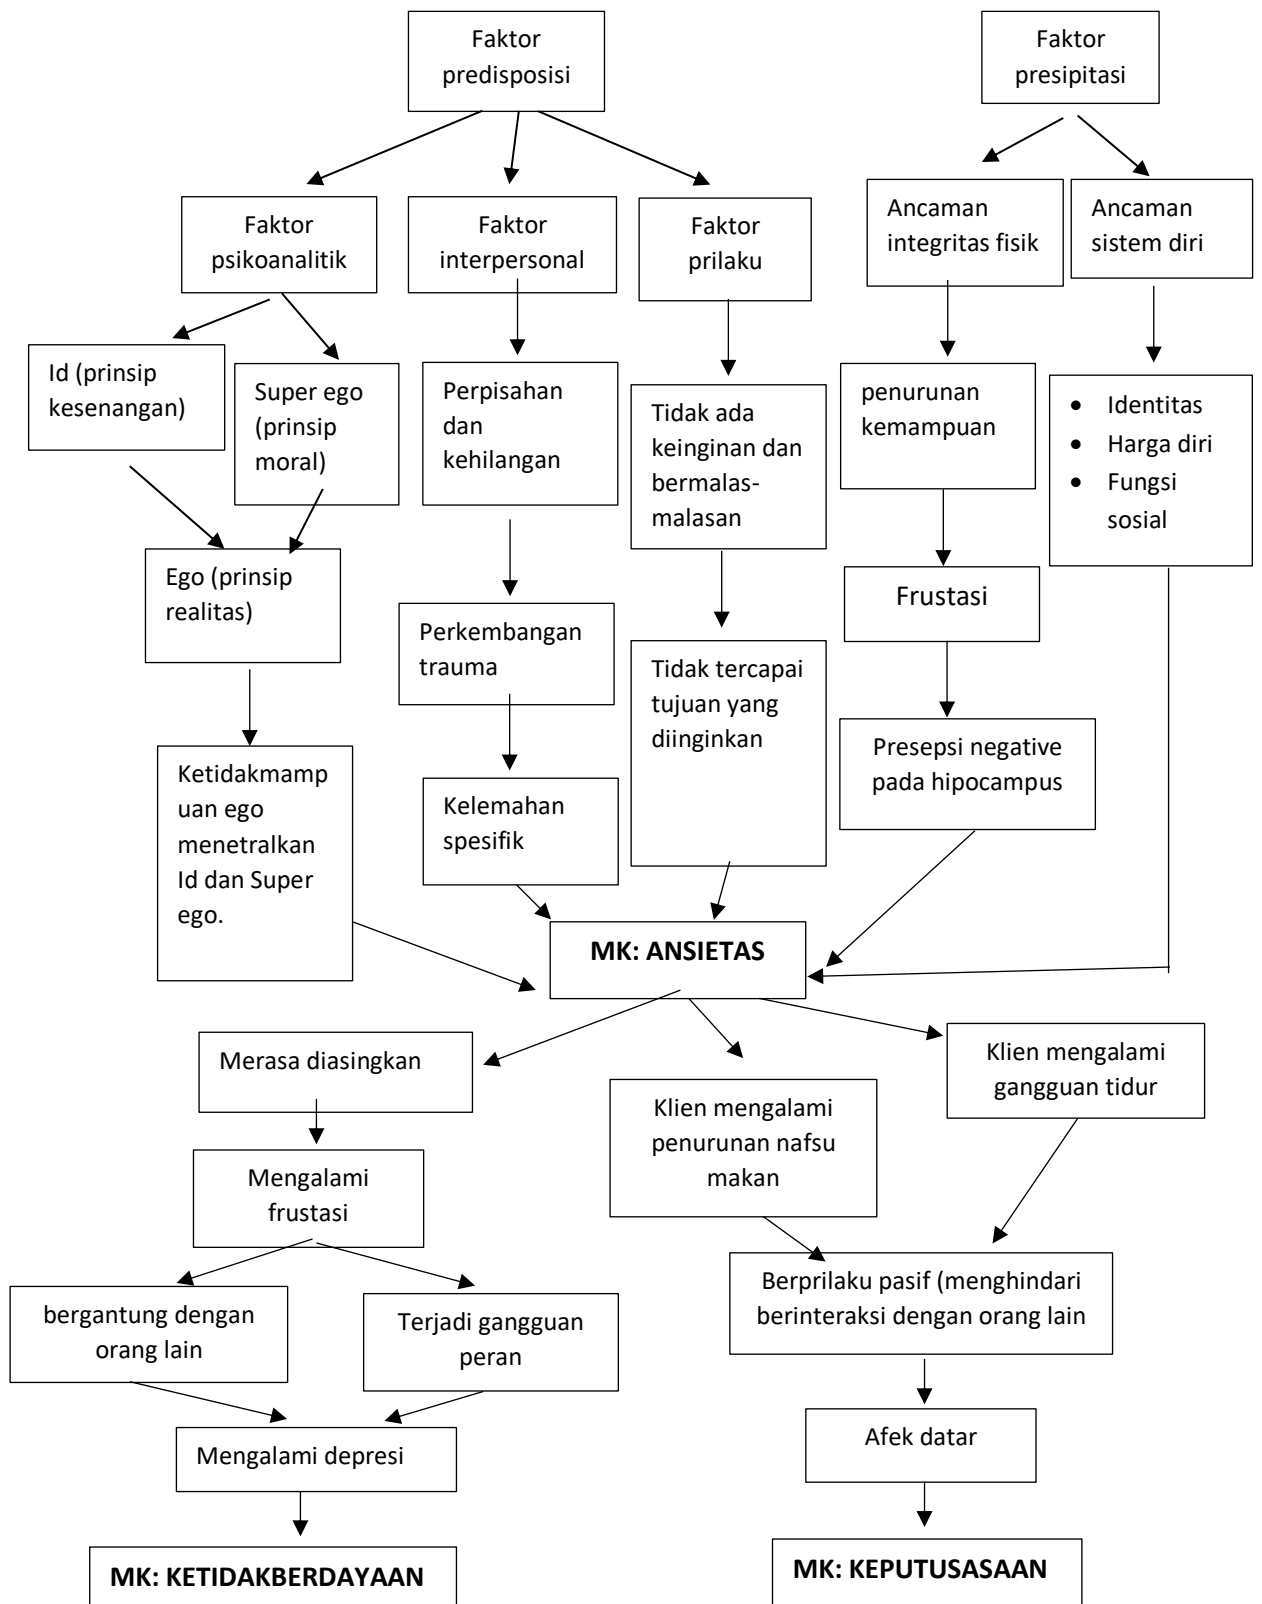 Faktor
predisposisi
Faktor
presipitasi
Faktor
psikoanalitik
Faktor
interpersonal
Faktor
prilaku
Ancaman
integritas fisik
Ancaman
sistem diri
Id (prinsip
kesenangan)
Super ego
(prinsip
moral)
Perpisahan
dan
kehilangan
Tidak ada
keinginan dan
bermalas-
malasan
penurunan
kemampuan
• Identitas
• Harga diri
• Fungsi
sosial
Ego (prinsip
realitas)
Perkembangan
trauma
Tidak tercapai
tujuan yang
diinginkan
Frustasi
Ketidakmamp
uan ego
menetralkan
Id dan Super
ego.
Kelemahan
spesifik
Presepsi negative
pada hipocampus
MK: ANSIETAS
Merasa diasingkan
Klien mengalami
penurunan nafsu
makan
Klien mengalami
gangguan tidur
Mengalami
frustasi
bergantung dengan
orang lain
Terjadi gangguan
peran
Berprilaku pasif (menghindari
berinteraksi dengan orang lain
Mengalami depresi
Afek datar
MK: KETIDAKBERDAYAAN
MK: KEPUTUSASAAN